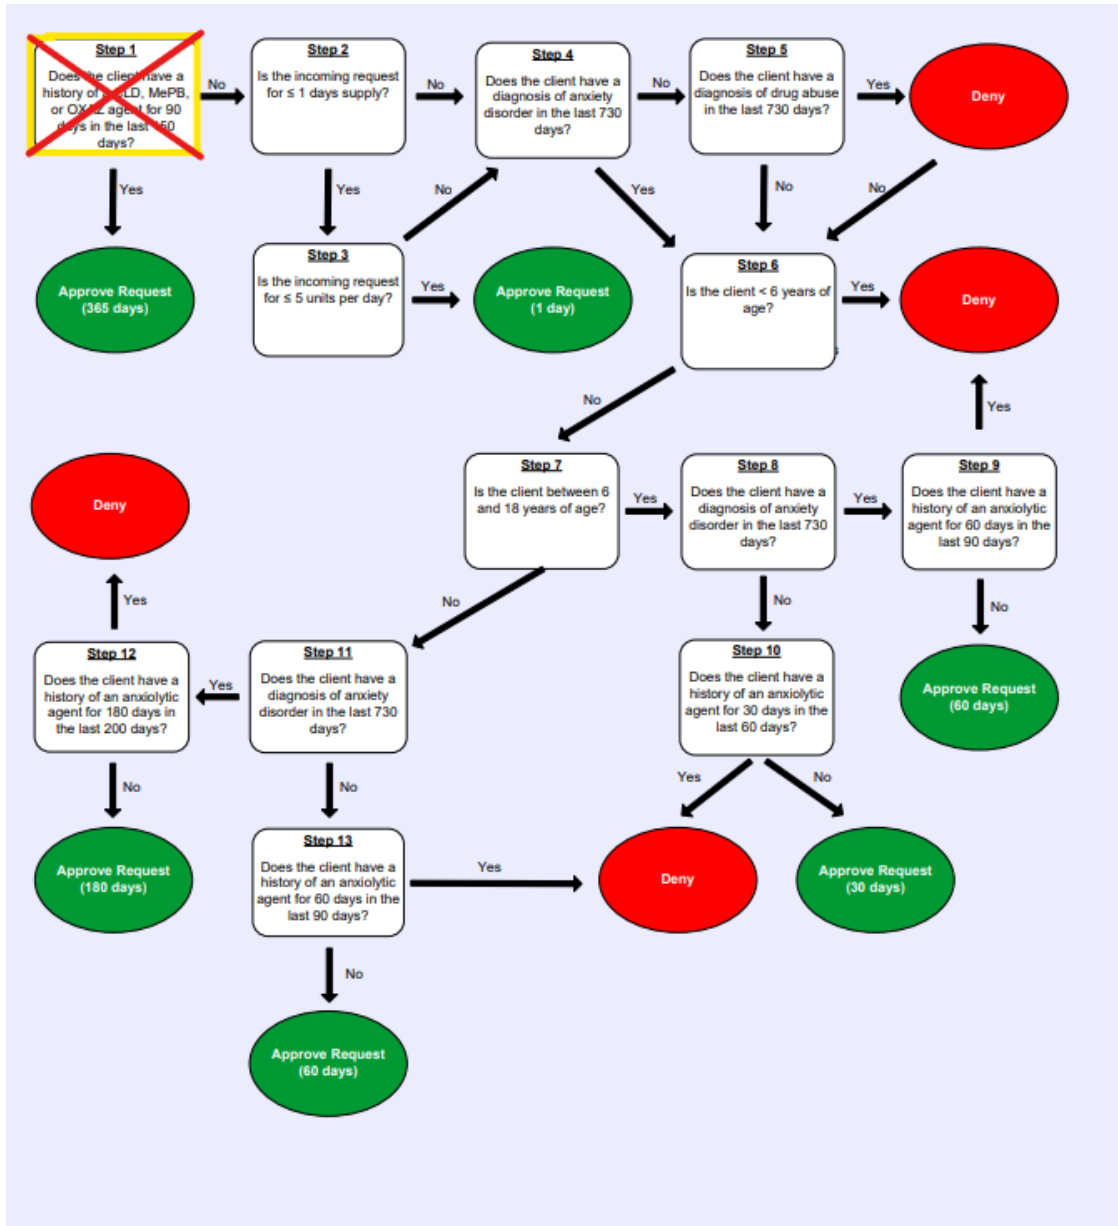 Step 1
Does the client have a
history of a CLD, MePB,
or OXAZ agent for 90
days in the last 150
days?
No
Yes
Approve Request
(365 days)
Step 2
Is the incoming request
for ≤ 1 days supply?
No
Yes
Step 3
Is the incoming request
for ≤ 5 units per day?
No
Yes
Approve Request
(1 day)
Step 4
Does the client have a
diagnosis of anxiety
disorder in the last 730
days?
No
Yes
Step 5
Does the client have a
diagnosis of drug abuse
in the last 730 days?
Yes
No
Deny
No
Step 6
Is the client < 6 years of
age?
Yes
No
Deny
Step 7
Is the client between 6
and 18 years of age?
Yes
No
Step 8
Does the client have a
diagnosis of anxiety
disorder in the last 730
days?
Yes
No
Step 9
Does the client have a
history of an anxiolytic
agent for 60 days in the
last 90 days?
Yes
No
Approve Request
(60 days)
Step 10
Does the client have a
history of an anxiolytic
agent for 30 days in the
last 60 days?
Yes
No
Deny
Approve Request
(30 days)
Step 11
Does the client have a
diagnosis of anxiety
disorder in the last 730
days?
Yes
No
Step 12
Does the client have a
history of an anxiolytic
agent for 180 days in
the last 200 days?
Yes
Deny
No
Approve Request
(180 days)
Step 13
Does the client have a
history of an anxiolytic
agent for 60 days in the
last 90 days?
Yes
No
Approve Request
(60 days)